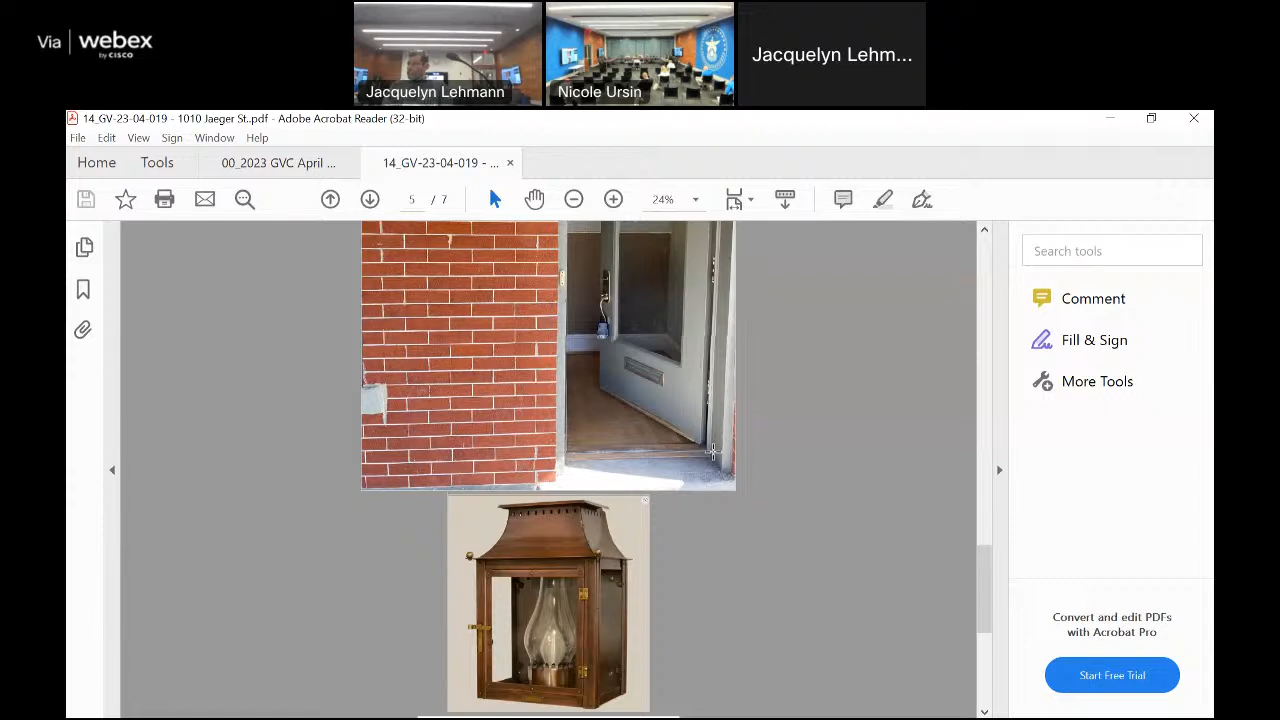 Via webex
by CISCO
Jacquelyn Lehmann
Nicole Ursin
Jacquelyn Lehm...
14_GV-23-04-019 - 1010 Jaeger St..pdf - Adobe Acrobat Reader (32-bit)
File Edit View Sign Window Help
Home Tools 00_2023 GVC April ... 14_GV-23-04-019 - ... ×
5 / 7 24%
Search tools
Comment
Fill & Sign
More Tools
Convert and edit PDFs
with Acrobat Pro
Start Free Trial